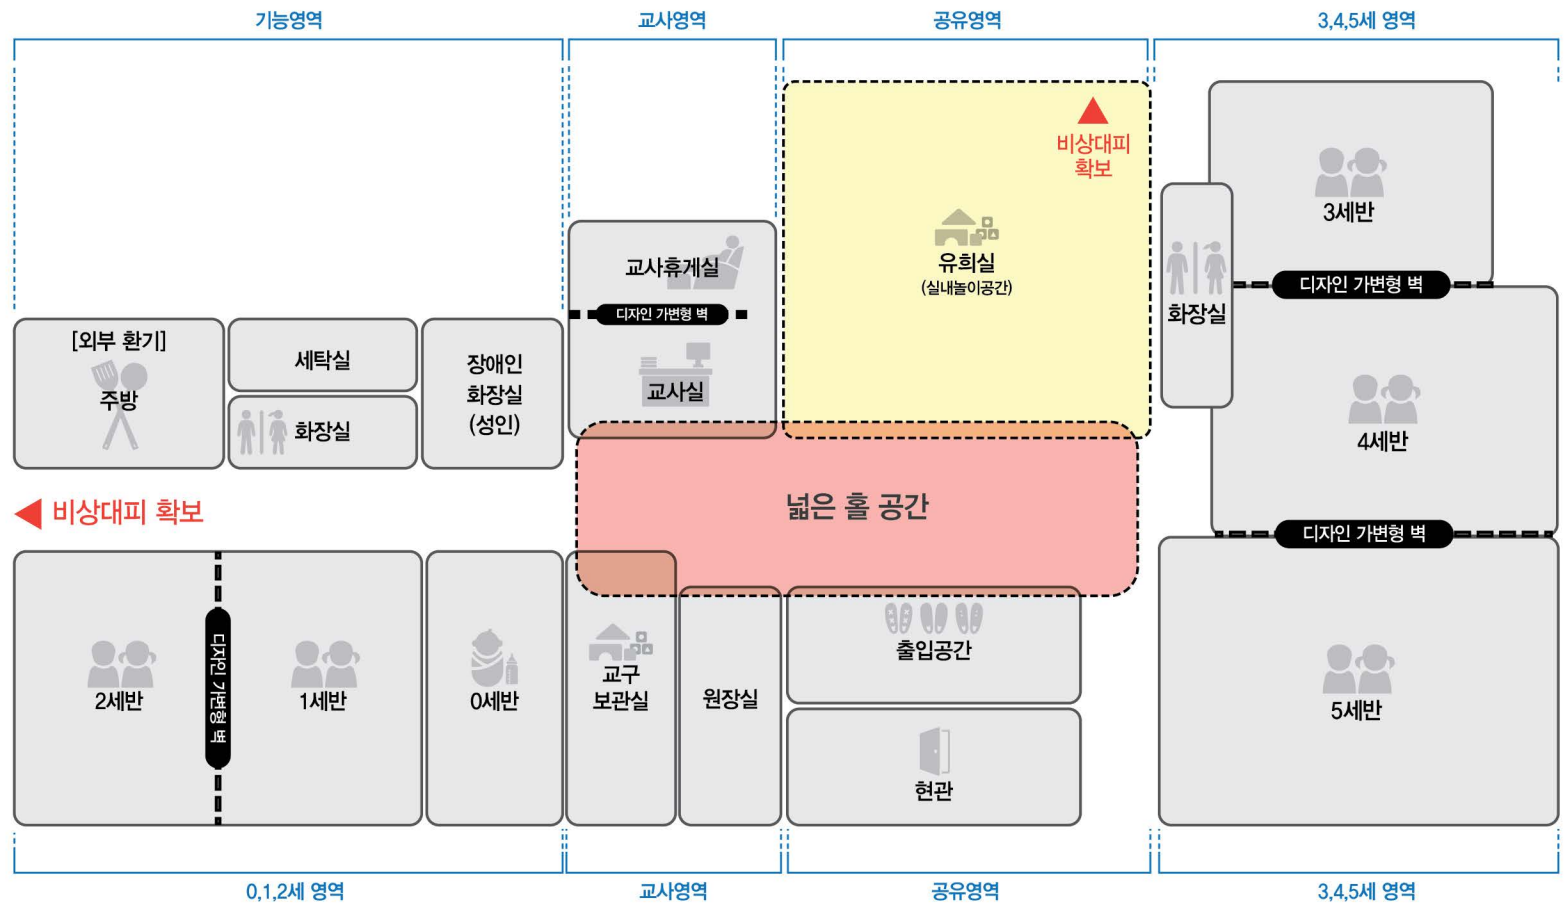 기능영역
교사영역
공유영역
3,4,5세 영역
비상대피
확보
3세반
교사휴게실
유희실
(실내놀이공간)
디자인 가변형 벽
디자인 가변형 벽
화장실
[외부 환기]
주방
세탁실
화장실
장애인
화장실
(성인)
교사실
4세반
넓은 홀 공간
비상대피 확보
디자인 가변형 벽
2세반
디자인 가변형 벽
1세반
0세반
교구
보관실
원장실
출입공간
현관
5세반
0,1,2세 영역
교사영역
공유영역
3,4,5세 영역